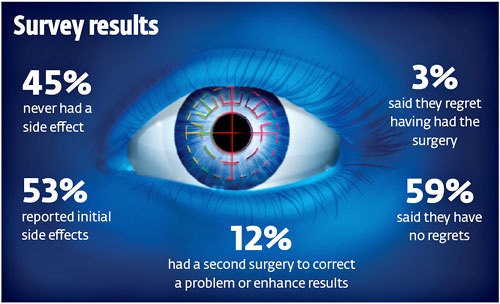 Survey results
45%
never had a
side effect
3%
said they regret
having had the
surgery
53%
reported initial
side effects
12%
had a second surgery to correct
a problem or enhance results
59%
said they have
no regrets